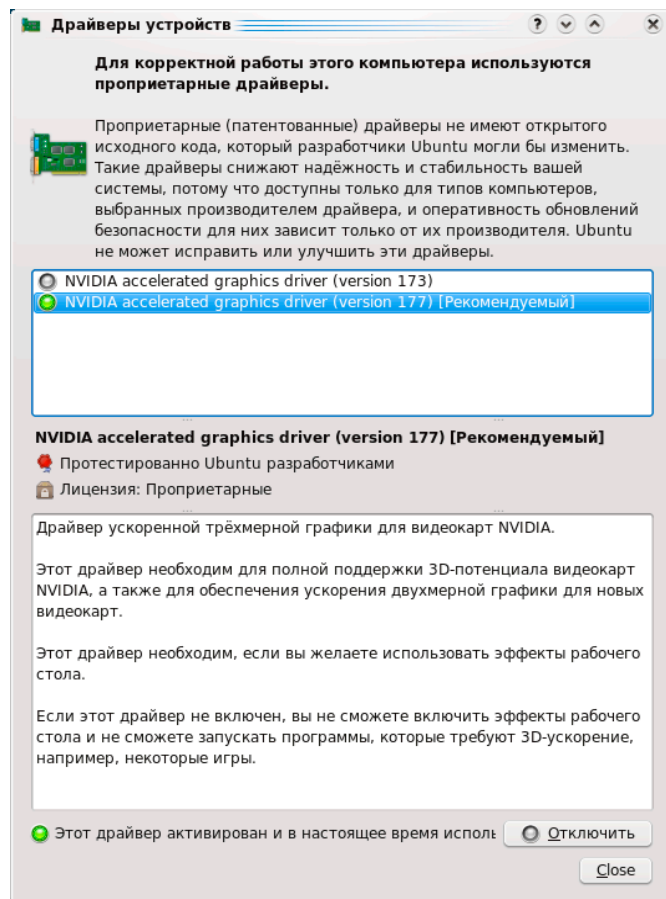 Драйверы устройств
Для корректной работы этого компьютера используются
проприетарные драйверы.
Проприетарные (патентованные) драйверы не имеют открытого
исходного кода, который разработчики Ubuntu могли бы изменить.
Такие драйверы снижают надёжность и стабильность вашей
системы, потому что доступны только для типов компьютеров,
выбранных производителем драйвера, и оперативность обновлений
безопасности для них зависит только от их производителя. Ubuntu
не может исправить или улучшить эти драйверы.
NVIDIA accelerated graphics driver (version 173)
NVIDIA accelerated graphics driver (version 177) [Рекомендуемый]
NVIDIA accelerated graphics driver (version 177) [Рекомендуемый]
Протестированно Ubuntu разработчиками
Лицензия: Проприетарные
Драйвер ускоренной трёхмерной графики для видеокарт NVIDIA.
Этот драйвер необходим для полной поддержки 3D-потенциала видеокарт
NVIDIA, а также для обеспечения ускорения двухмерной графики для новых
видеокарт.
Этот драйвер необходим, если вы желаете использовать эффекты рабочего
стола.
Если этот драйвер не включен, вы не сможете включить эффекты рабочего
стола и не сможете запускать программы, которые требуют 3D-ускорение,
например, некоторые игры.
Этот драйвер активирован и в настоящее время исполь
Отключить
Close